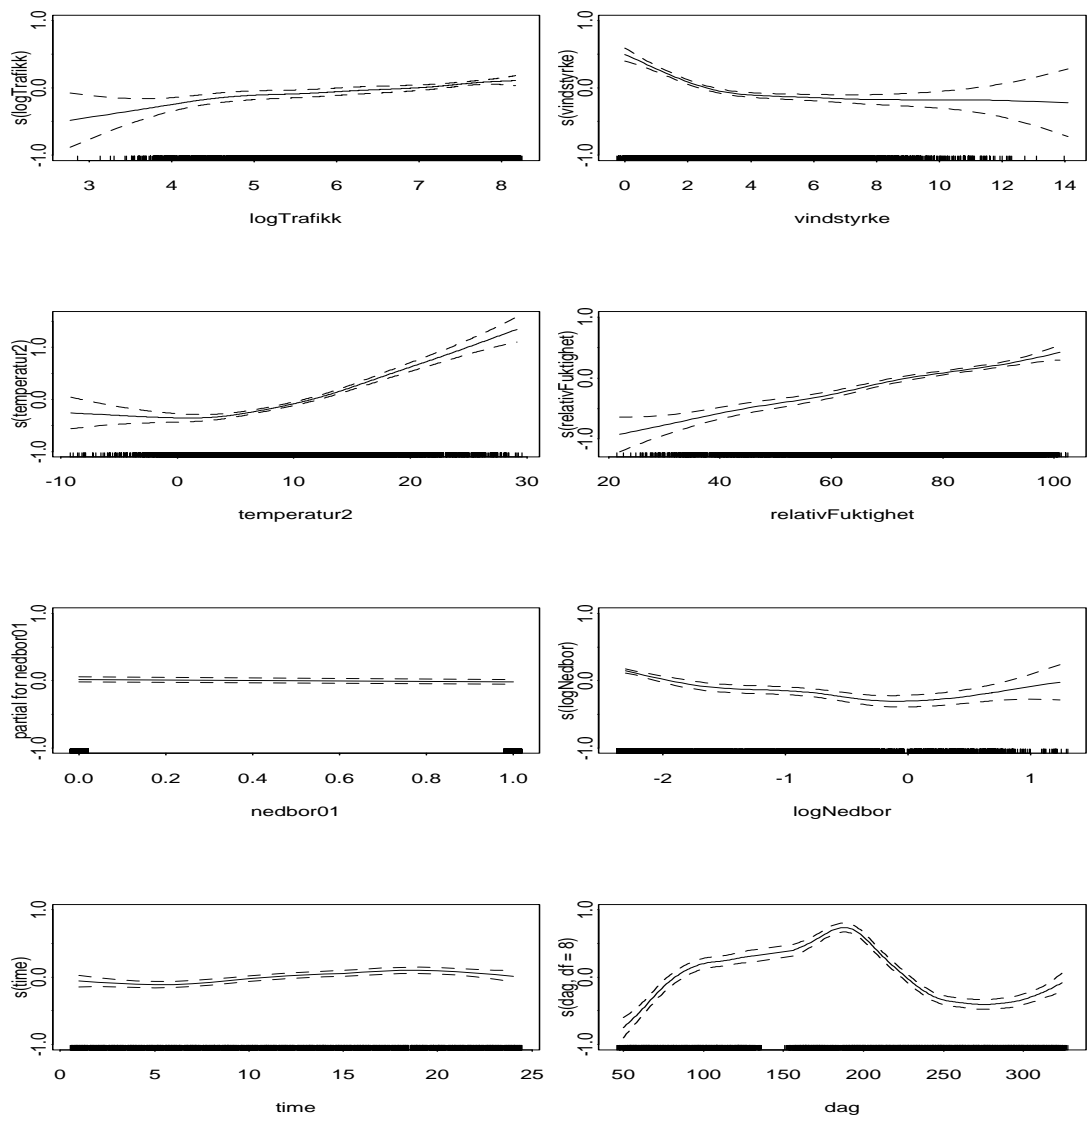 s(logTrafikk)
-1.0 0.0 1.0
3 4 5 6 7 8
logTrafikk
s(vindstyrke)
-1.0 0.0 1.0
0 2 4 6 8 10 12 14
vindstyrke
s(temperatur2)
-1.0 0.0 1.0
-10 0 10 20 30
temperatur2
s(relativFuktighet)
-1.0 0.0 1.0
20 40 60 80 100
relativFuktighet
partial for nedbor01
-1.0 0.0 1.0
0.0 0.2 0.4 0.6 0.8 1.0
nedbor01
s(logNedbor)
-1.0 0.0 1.0
-2 -1 0 1
logNedbor
s(time)
-1.0 0.0 1.0
0 5 10 15 20 25
time
s(dag, df = 8)
-1.0 0.0 1.0
50 100 150 200 250 300
dag